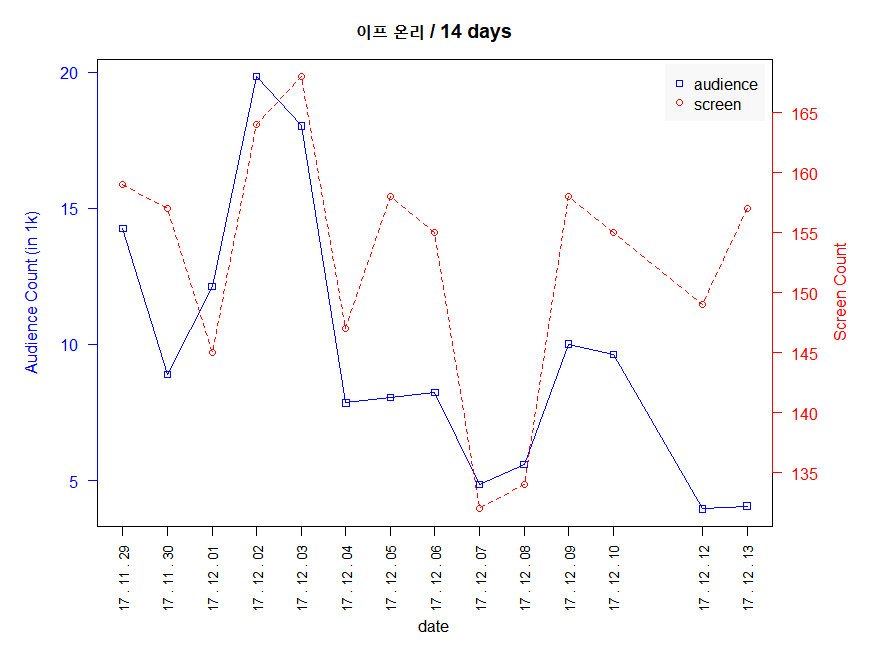 이프 온리 / 14 days
audience
screen
Audience Count (in 1k)
20
15
10
5
165
160
155
150
145
140
135
Screen Count
17 . 11 . 29
17 . 11 . 30
17 . 12 . 01
17 . 12 . 02
17 . 12 . 03
17 . 12 . 04
17 . 12 . 05
17 . 12 . 06
17 . 12 . 07
17 . 12 . 08
17 . 12 . 09
17 . 12 . 10
17 . 12 . 12
17 . 12 . 13
date